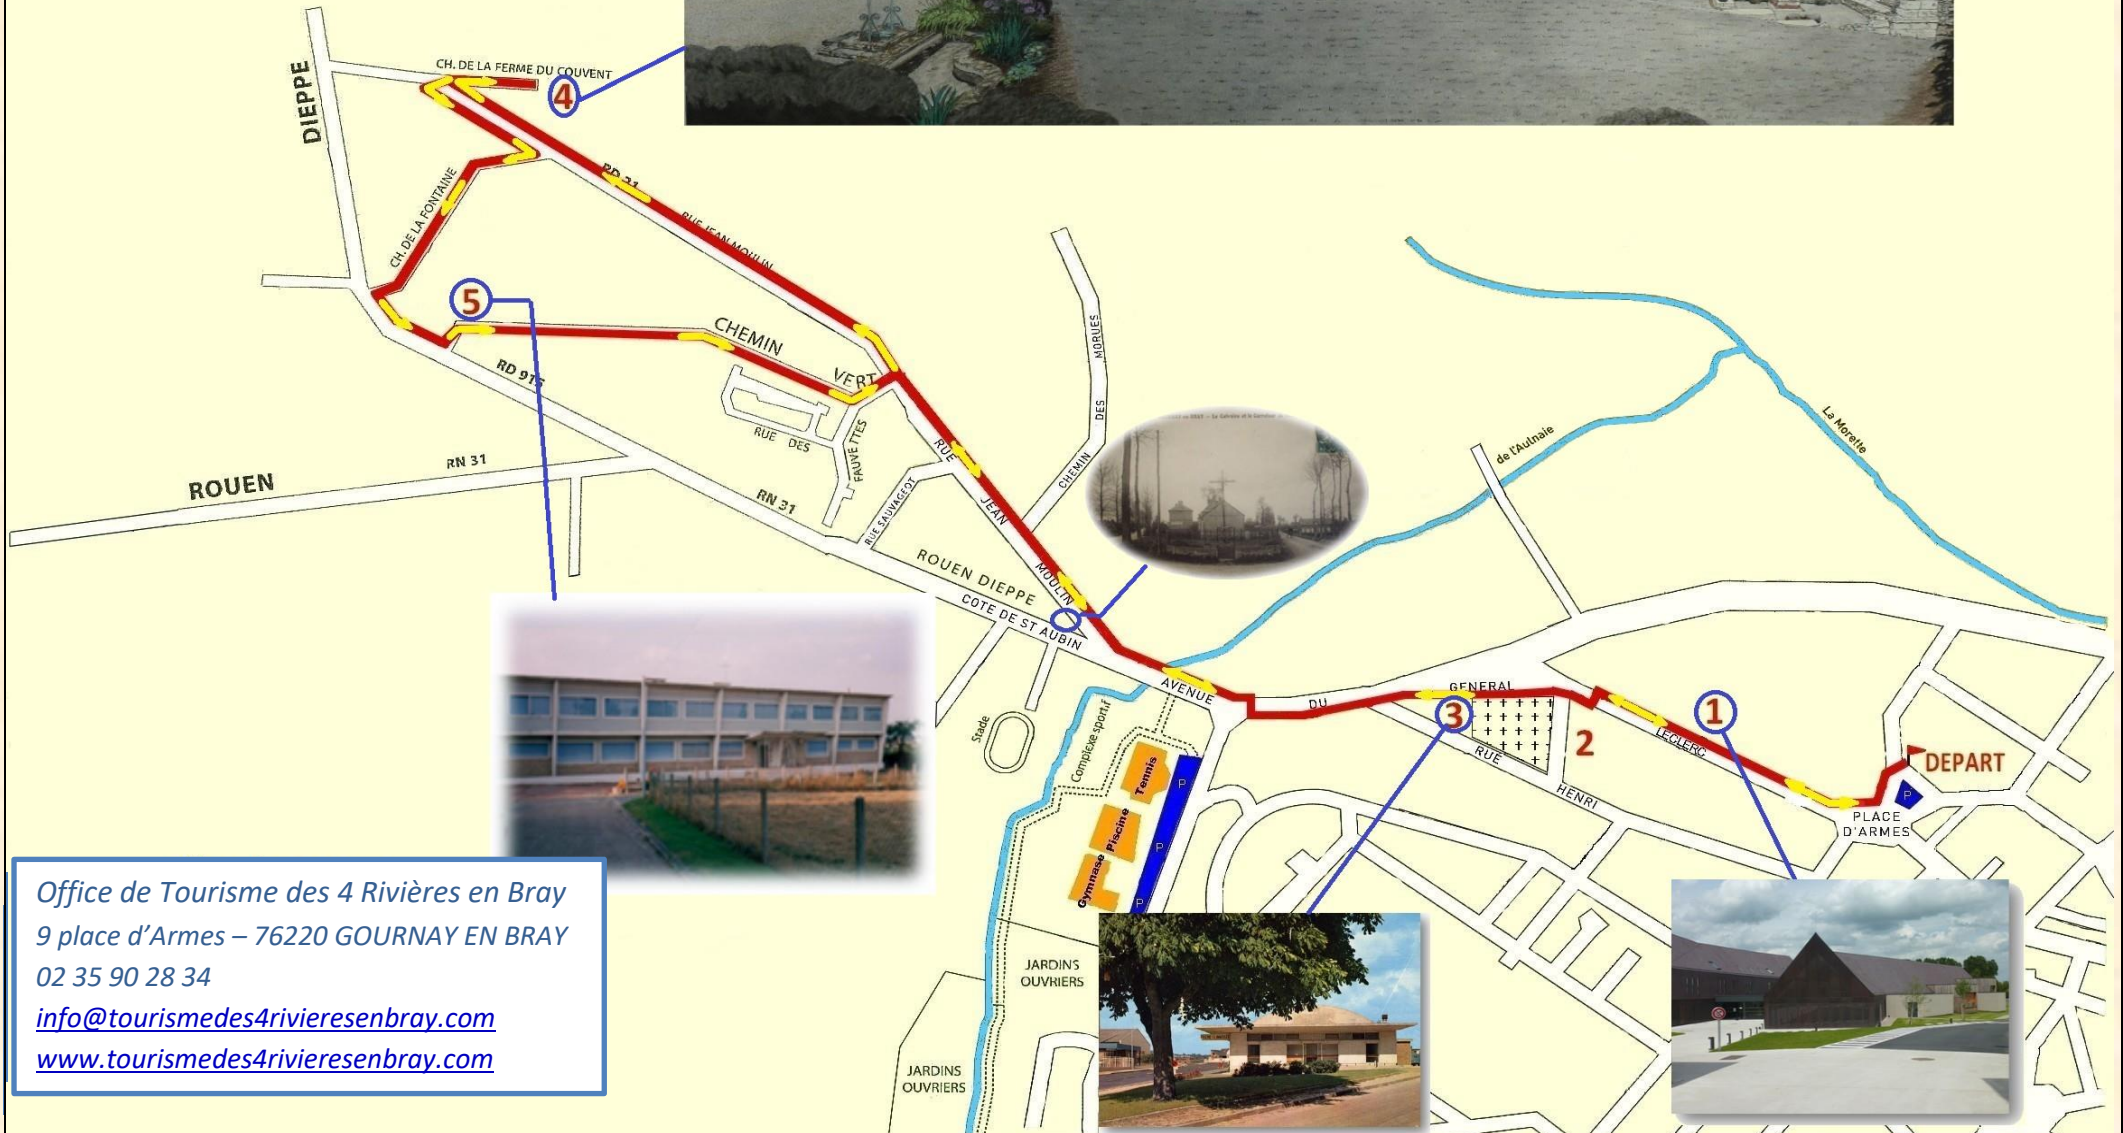 CH. DE LA FERME DU COUVENT
4
DIEPPE
RD 21
CH. DE LA FONTAINE
RUE JEAN MOULIN
5
CHEMIN
VERT
RD 915
RUE DES
FAUVETTES
CHEMIN DES MORUES
La Morette
de l'Aulnaie
RN 31
ROUEN
RN 31
RUE SAUVAGEOT
RUE
JEAN
MOULIN
ROUEN DIEPPE
COTE DE ST AUBIN
AVENUE
DU
GENERAL
LECLERC
3
2
1
RUE
HENRI
DEPART
P
PLACE
D'ARMES
Stade
Complexe sportif
Tennis
Piscine
Gymnase
P
P
P
JARDINS
OUVRIERS
JARDINS
OUVRIERS
Office de Tourisme des 4 Rivières en Bray
9 place d'Armes – 76220 GOURNAY EN BRAY
02 35 90 28 34
info@tourismedes4rivieresenbray.com
www.tourismedes4rivieresenbray.com